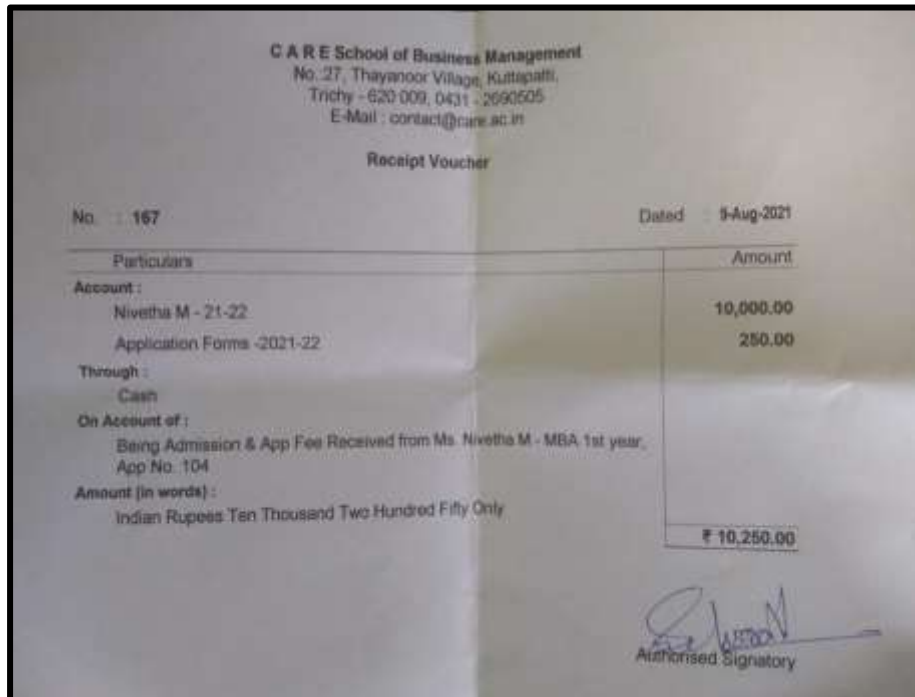 C A R E School of Business Management
No. :27, Thayanoor Village, Kuttapatti,
Trichy - 620 009, 0431 - 2690505
E-Mail : contact@care.ac.in
Receipt Voucher
No. : 167 Dated : 9-Aug-2021
Particulars Amount
Account :
Nivetha M - 21-22 10,000.00
Application Forms -2021-22 250.00
Through :
Cash
On Account of :
Being Admission & App Fee Received from Ms. Nivetha M - MBA 1st year,
App No. 104
Amount (in words) :
Indian Rupees Ten Thousand Two Hundred Fifty Only
₹ 10,250.00
Authorised Signatory